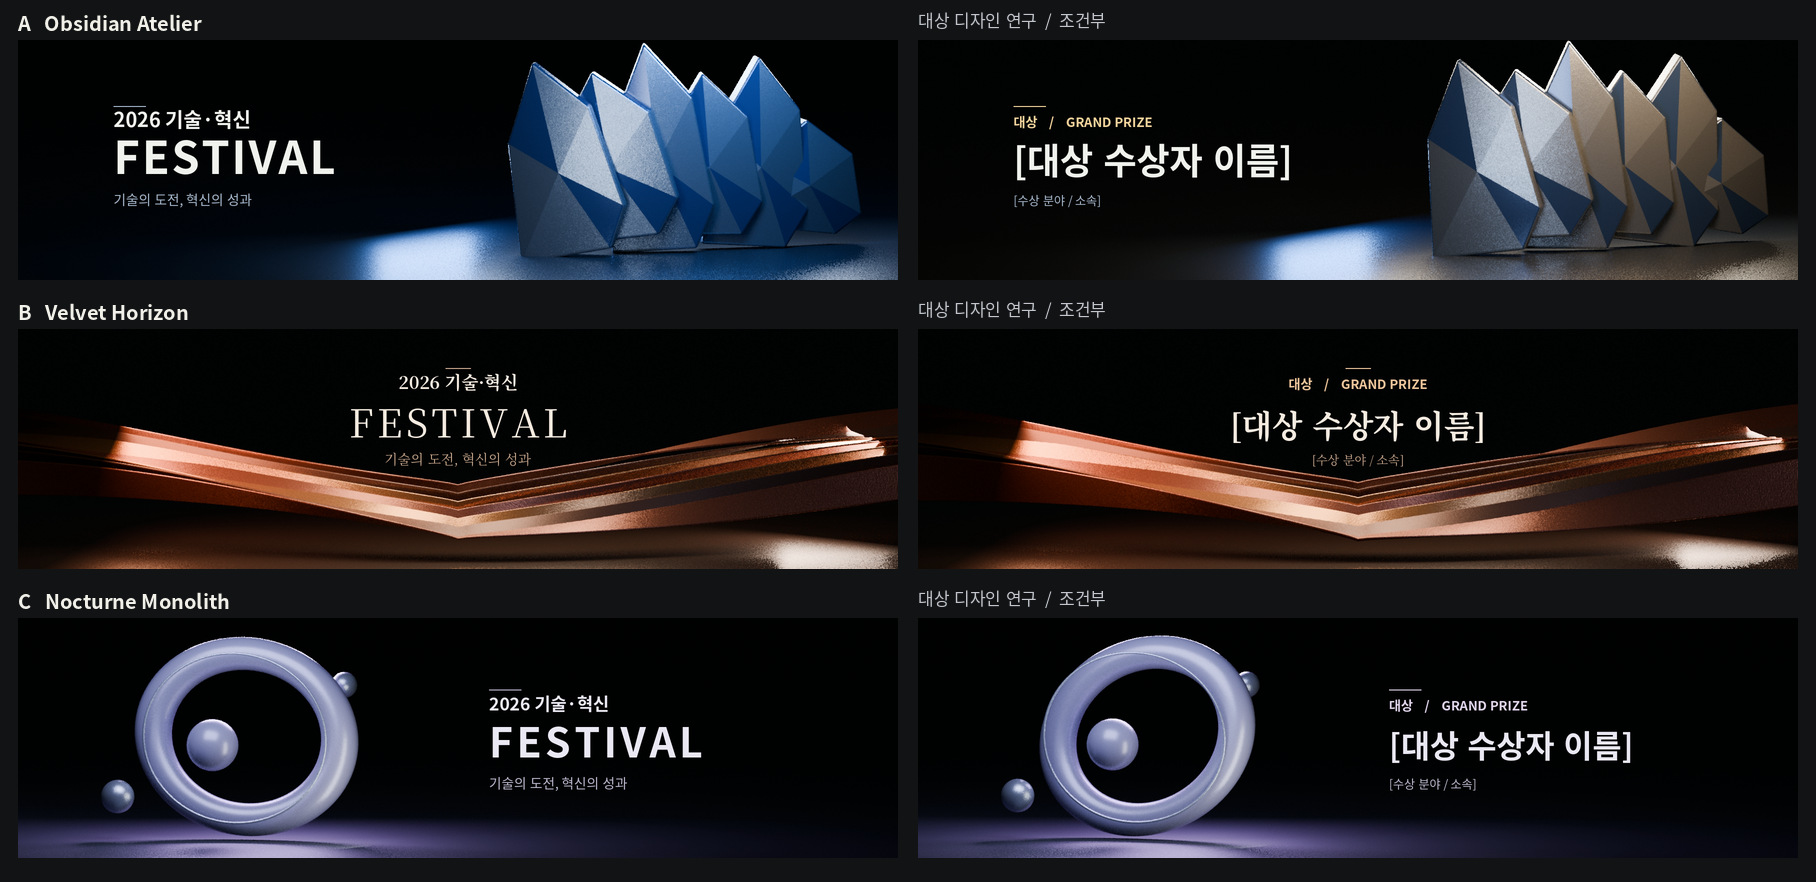 A Obsidian Atelier
대상 디자인 연구 / 조건부
2026 기술·혁신
FESTIVAL
기술의 도전, 혁신의 성과
대상 / GRAND PRIZE
[대상 수상자 이름]
[수상 분야 / 소속]
B Velvet Horizon
대상 디자인 연구 / 조건부
2026 기술·혁신
FESTIVAL
기술의 도전, 혁신의 성과
대상 / GRAND PRIZE
[대상 수상자 이름]
[수상 분야 / 소속]
C Nocturne Monolith
대상 디자인 연구 / 조건부
2026 기술·혁신
FESTIVAL
기술의 도전, 혁신의 성과
대상 / GRAND PRIZE
[대상 수상자 이름]
[수상 분야 / 소속]